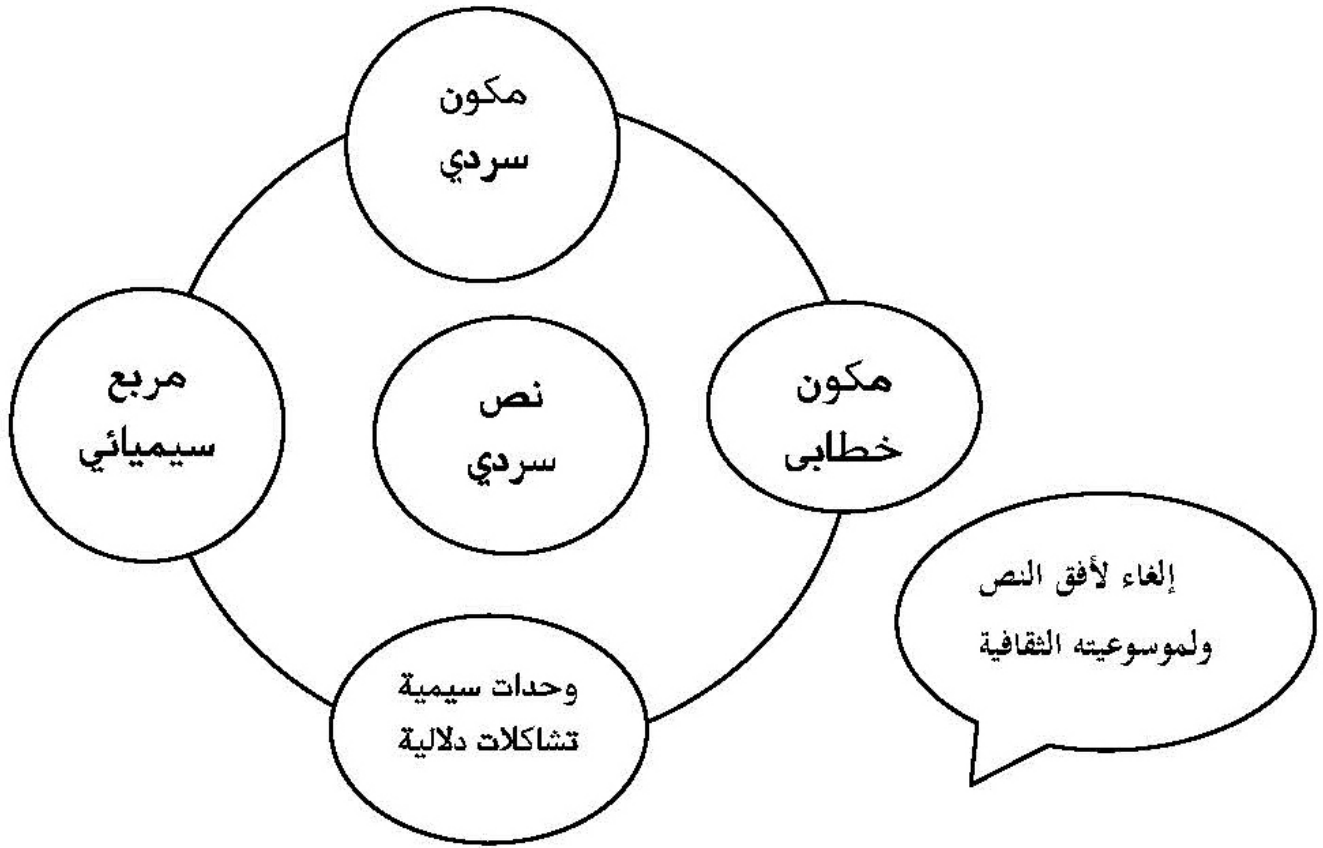 مكون
سردي
مكون
خطابى
نص
سردي
مربع
سيميائي
وحدات سيمية
تشاكلات دلالية
إلغاء لأفق النص
ولموسوعيته الثقافية